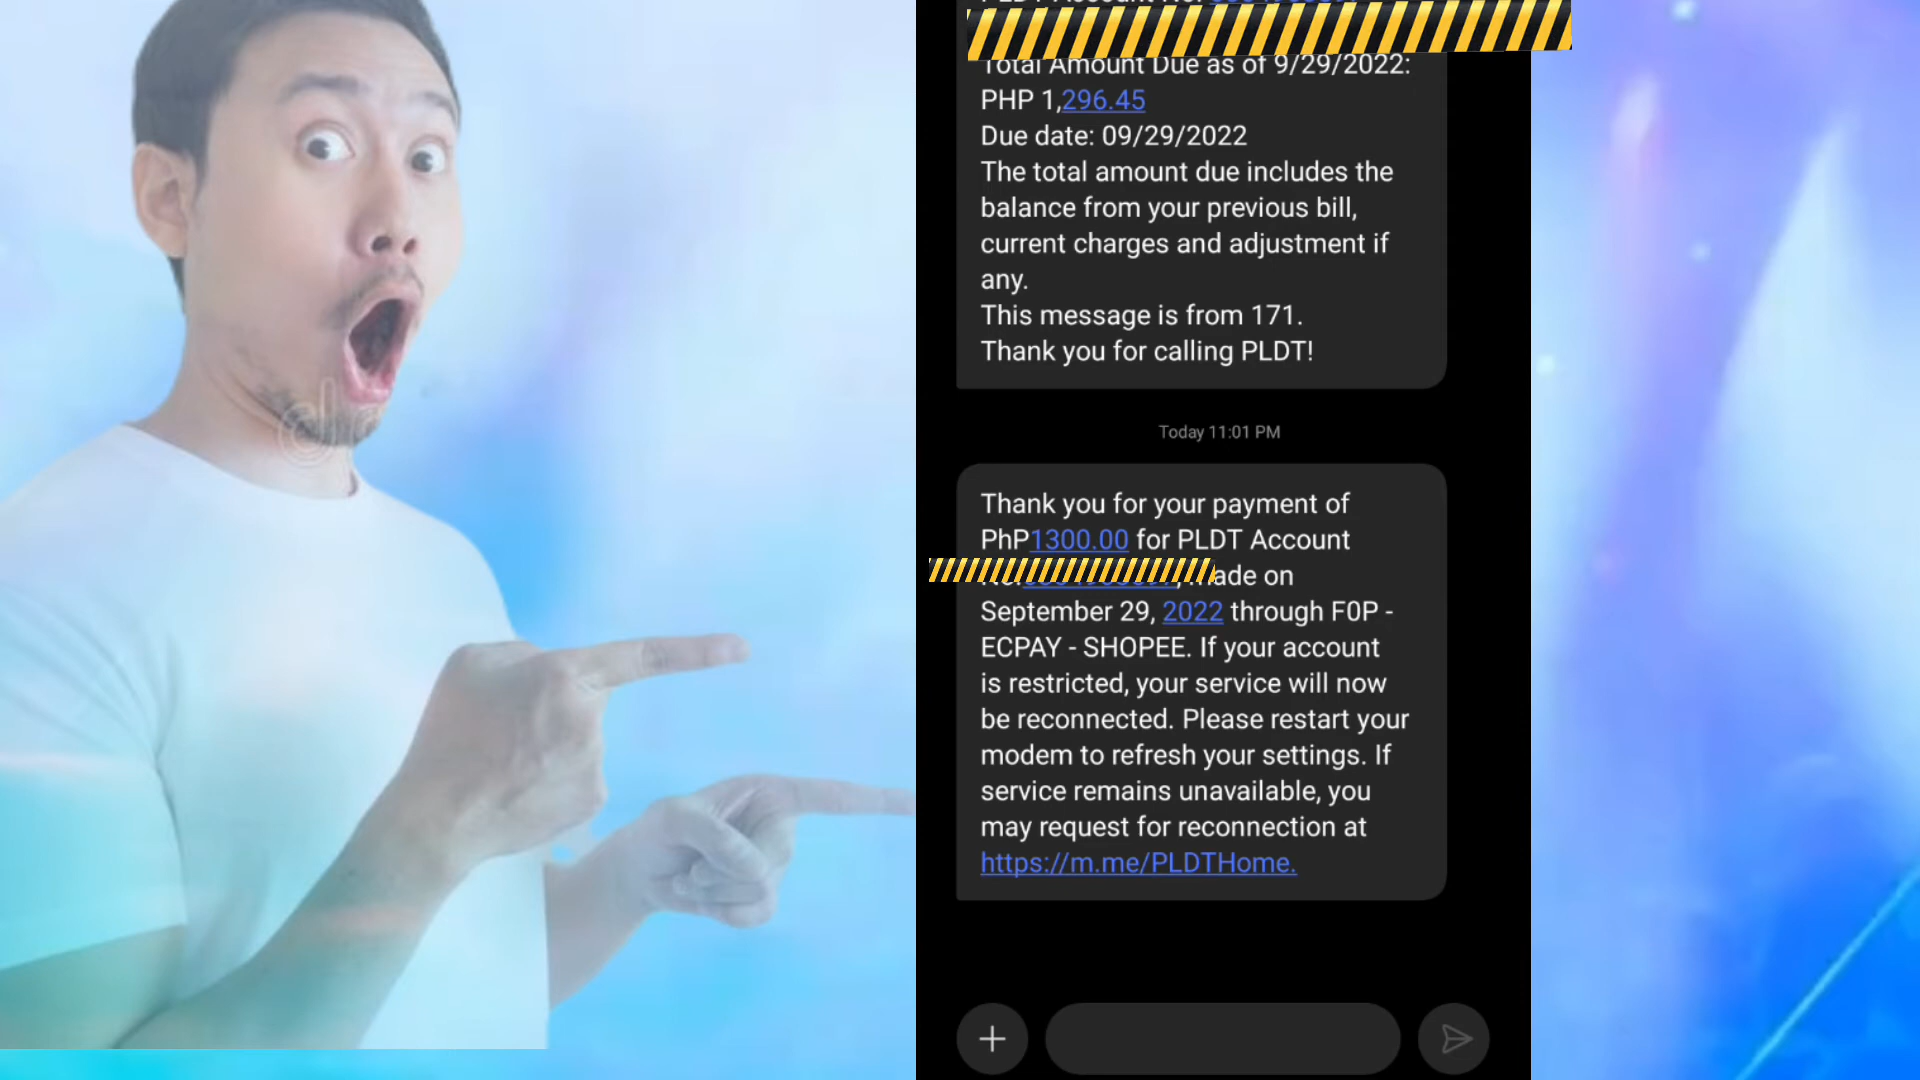 Total Amount Due as of 9/29/2022:
PHP 1,296.45
Due date: 09/29/2022
The total amount due includes the
balance from your previous bill,
current charges and adjustment if
any.
This message is from 171.
Thank you for calling PLDT!
Today 11:01 PM
Thank you for your payment of
PhP1300.00 for PLDT Account
made on
September 29, 2022 through F0P -
ECPAY - SHOPEE. If your account
is restricted, your service will now
be reconnected. Please restart your
modem to refresh your settings. If
service remains unavailable, you
may request for reconnection at
https://m.me/PLDTHome.